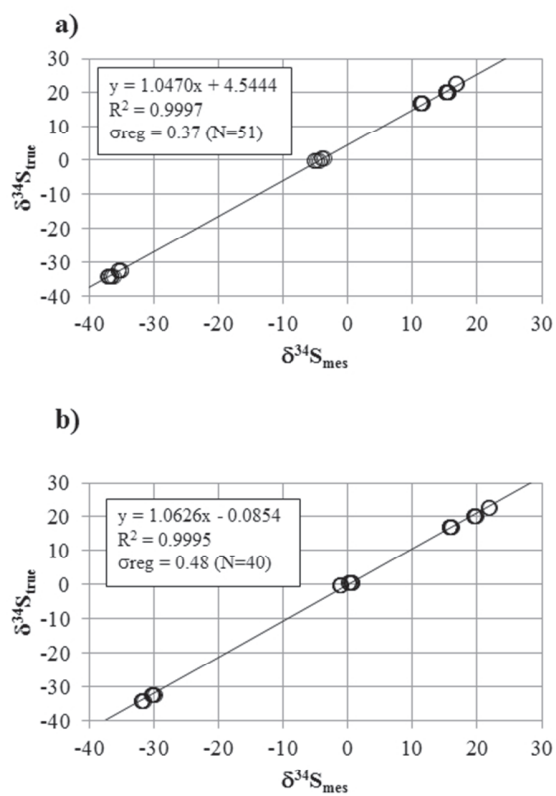 a)
30
20
10
0
-10
-20
-30
-40
y = 1.0470x + 4.5444
R² = 0.9997
σreg = 0.37 (N=51)
δ³⁴Strue
-40 -30 -20 -10 0 10 20 30
δ³⁴Smes
b)
30
20
10
0
-10
-20
-30
-40
y = 1.0626x - 0.0854
R² = 0.9995
σreg = 0.48 (N=40)
δ³⁴Strue
-40 -30 -20 -10 0 10 20 30
δ³⁴Smes